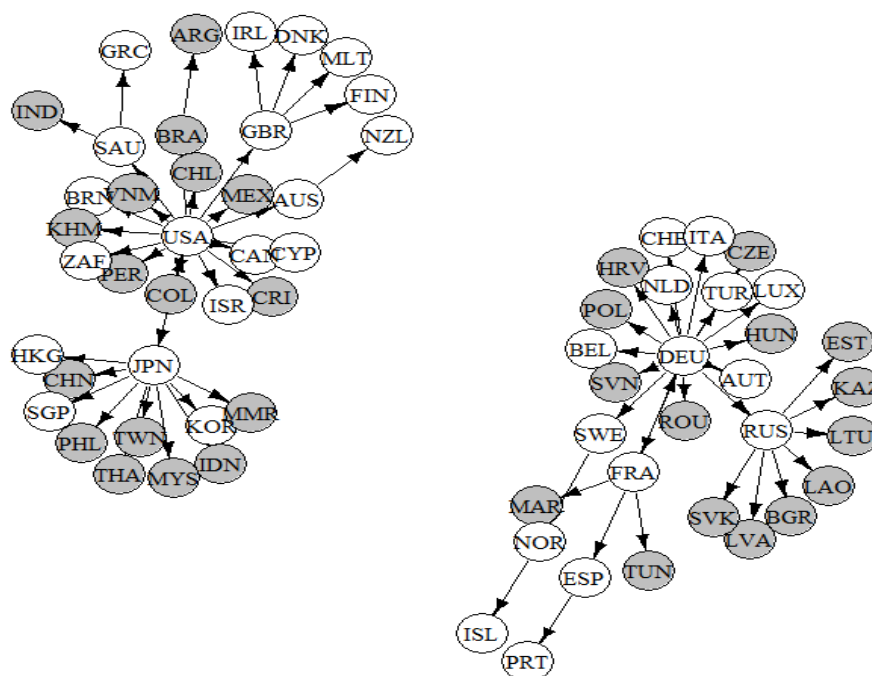 ARG
IRL
DNK
GRC
MLT
FIN
IND
BRA
GBR
NZL
SAU
CHL
BRN
VNM
MEX
AUS
KHM
USA
ZAF
PER
CAN
CYP
COL
ISR
CRI
HKG
CHN
JPN
SGP
KOR
MMR
PHL
TWN
THA
MYS
IDN
CHE
ITA
CZE
HRV
NLD
TUR
LUX
POL
HUN
BEL
DEU
EST
SVN
AUT
KAZ
SWE
ROU
RUS
LTU
FRA
LAO
MAR
SVK
BGR
NOR
LVA
ESP
TUN
ISL
PRT